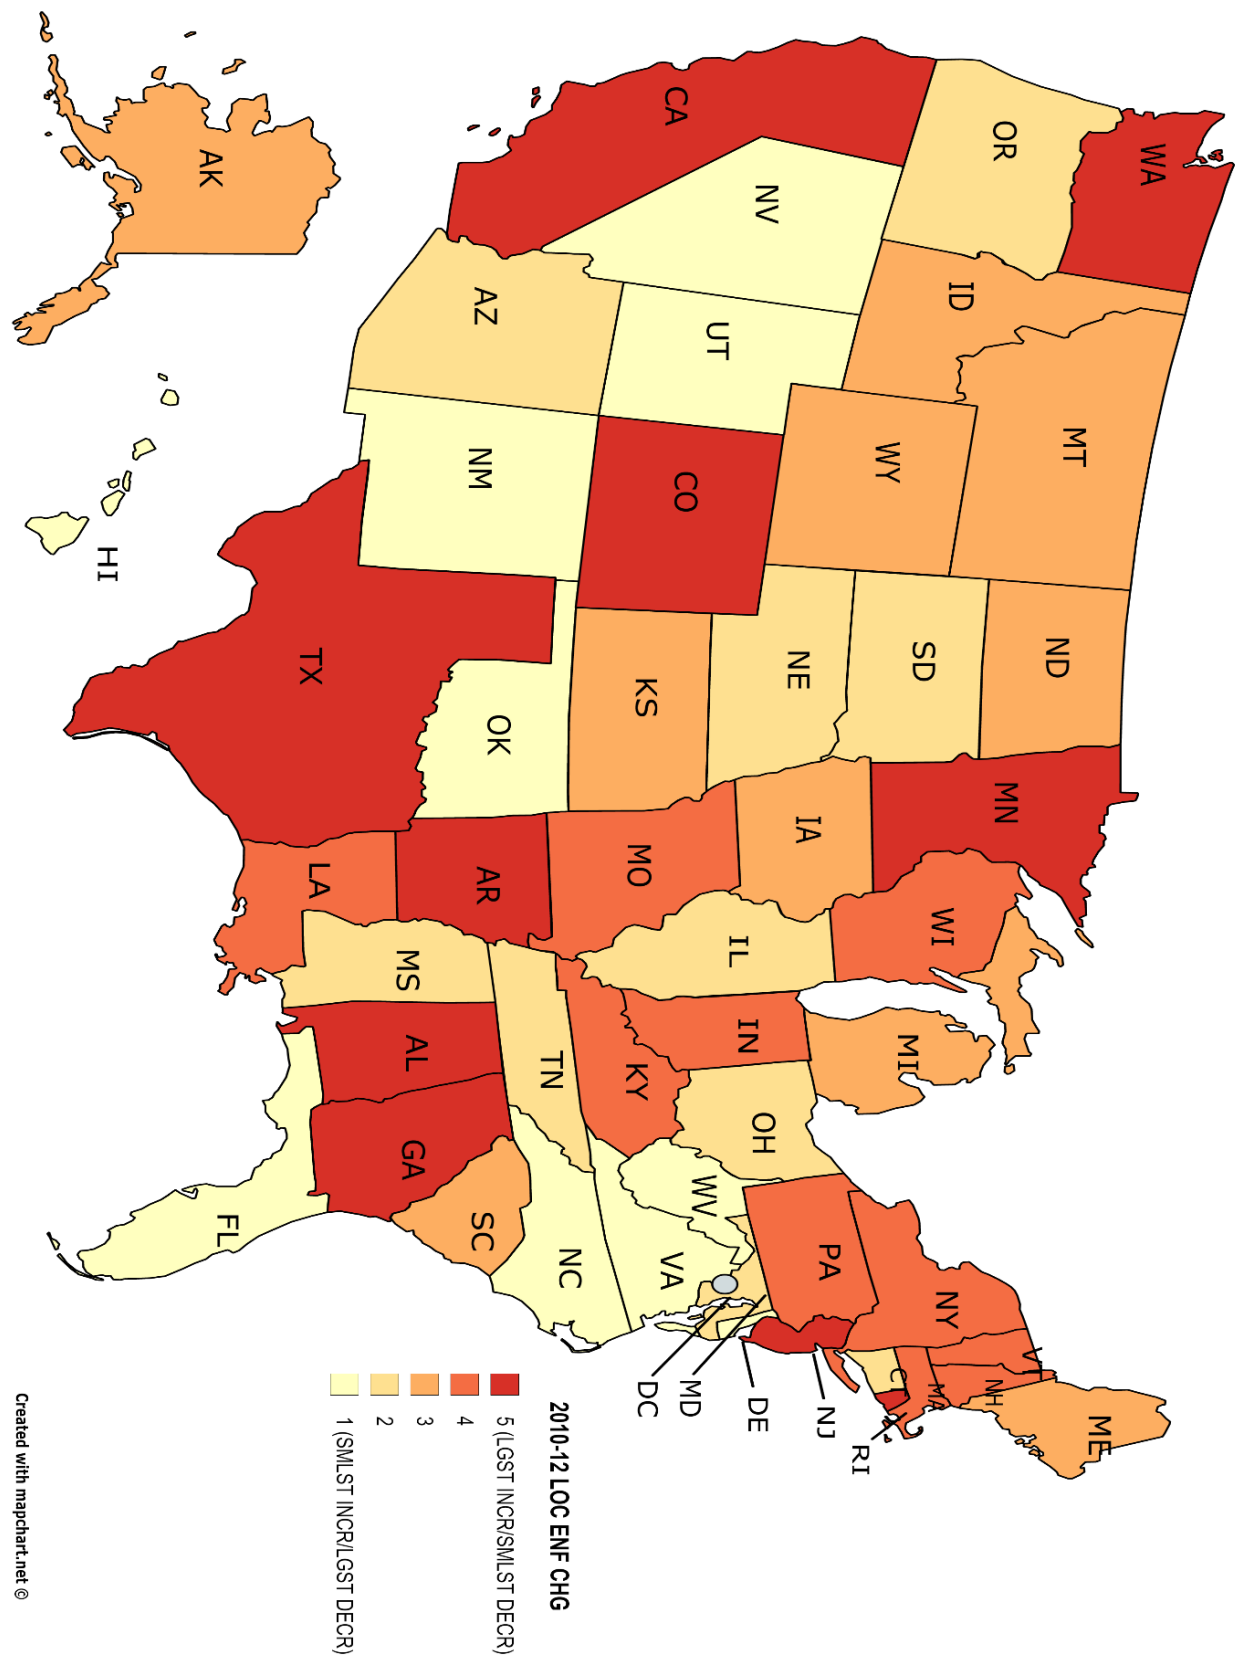 WA
OR
CA
NV
ID
MT
WY
UT
AZ
CO
NM
ND
SD
NE
KS
OK
TX
MN
IA
MO
AR
LA
WI
IL
MS
MI
IN
KY
TN
AL
OH
GA
WV
VA
NC
SC
FL
PA
NY
VT
NH
ME
MA
C
RI
NJ
DE
MD
DC
AK
HI
2010-12 LOC ENF CHG
5 (LGST INCR/SMLST DECR)
4
3
2
1 (SMLST INCR/LGST DECR)
Created with mapchart.net ©